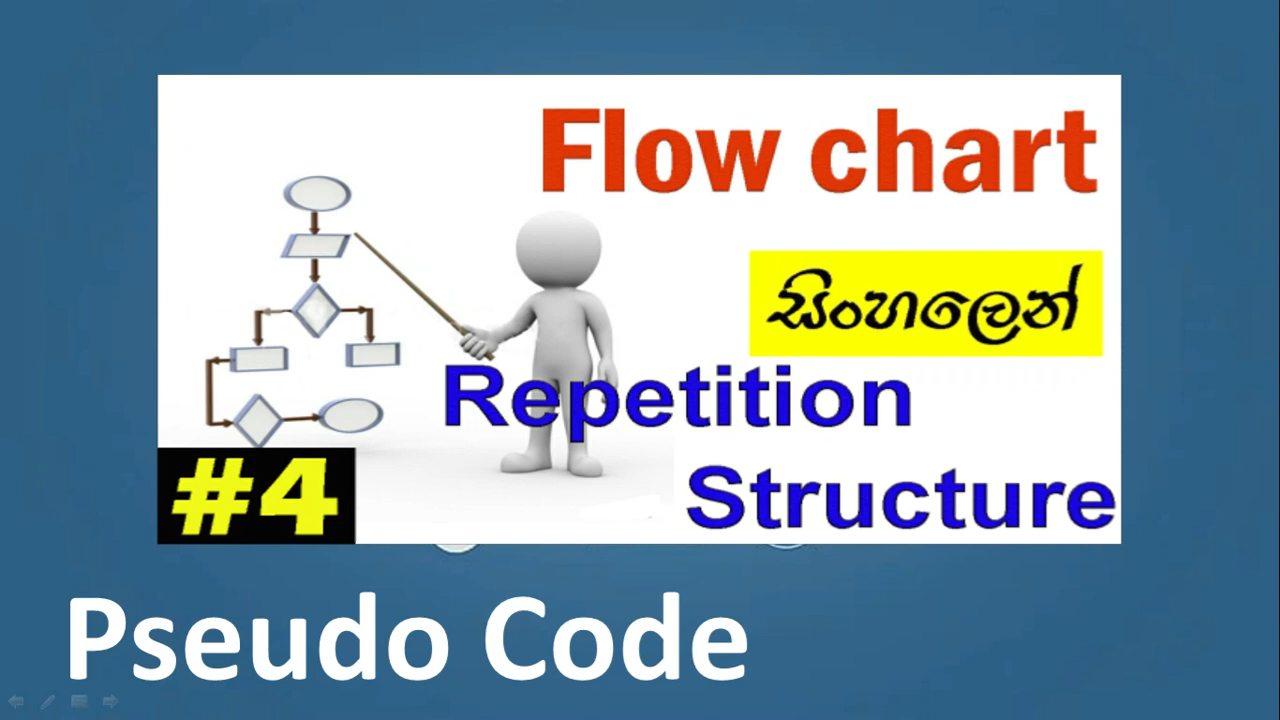 Flow chart
සිංහලෙන්
Repetition
Structure
#4
Pseudo Code